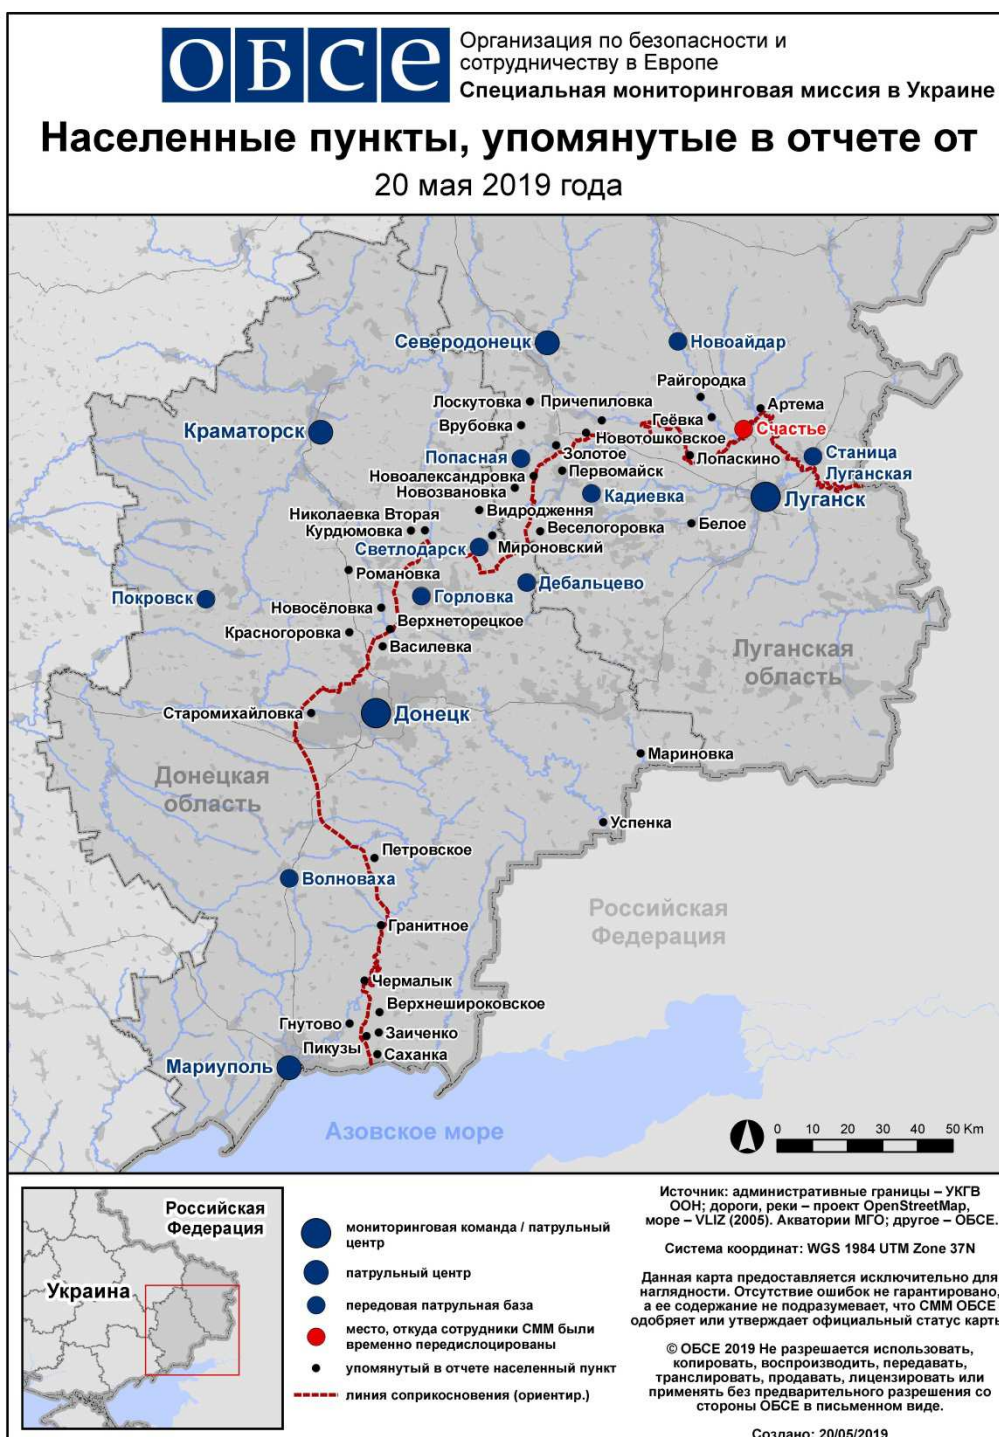 ОБСЕ
Организация по безопасности и
сотрудничеству в Европе
Специальная мониторинговая миссия в Украине
Населенные пункты, упомянутые в отчете от
20 мая 2019 года
Северодонецк
Новоайдар
Райгородка
Лоскутовка
Причепиловка
Артема
Геёвка
Врубовка
Счастье
Краматорск
Новотошковское
Золотое
Попасная
Лопаскино
Станица
Луганская
Первомайск
Новоалександровка
Новозвановка
Кадиевка
Луганск
Николаевка Вторая
Видродження
Курдюмовка
Веселогоровка
Белое
Светлодарск
Мироновский
Романовка
Дебальцево
Покровск
Горловка
Новосёловка
Верхнеторецкое
Красногоровка
Василевка
Луганская
область
Старомихайловка
Донецк
Мариновка
Донецкая
область
Успенка
Петровское
Волноваха
Российская
Федерация
Гранитное
Чермалык
Верхнешироковское
Гнутово
Заиченко
Пикузы
Саханка
Мариуполь
Азовское море
0 10 20 30 40 50 Km
Российская
Федерация
Украина
мониторинговая команда / патрульный
центр
патрульный центр
передовая патрульная база
место, откуда сотрудники СММ были
временно передислоцированы
упомянутый в отчете населенный пункт
линия соприкосновения (ориентир.)
Источник: административные границы – УКГВ
ООН; дороги, реки – проект OpenStreetMap,
море – VLIZ (2005). Акватории МГО; другое – ОБСЕ.
Система координат: WGS 1984 UTM Zone 37N
Данная карта предоставляется исключительно для
наглядности. Отсутствие ошибок не гарантировано,
а ее содержание не подразумевает, что СММ ОБСЕ
одобряет или утверждает официальный статус карты
© ОБСЕ 2019 Не разрешается использовать,
копировать, воспроизводить, передавать,
транслировать, продавать, лицензировать или
применять без предварительного разрешения со
стороны ОБСЕ в письменном виде.
Создано: 20/05/2019